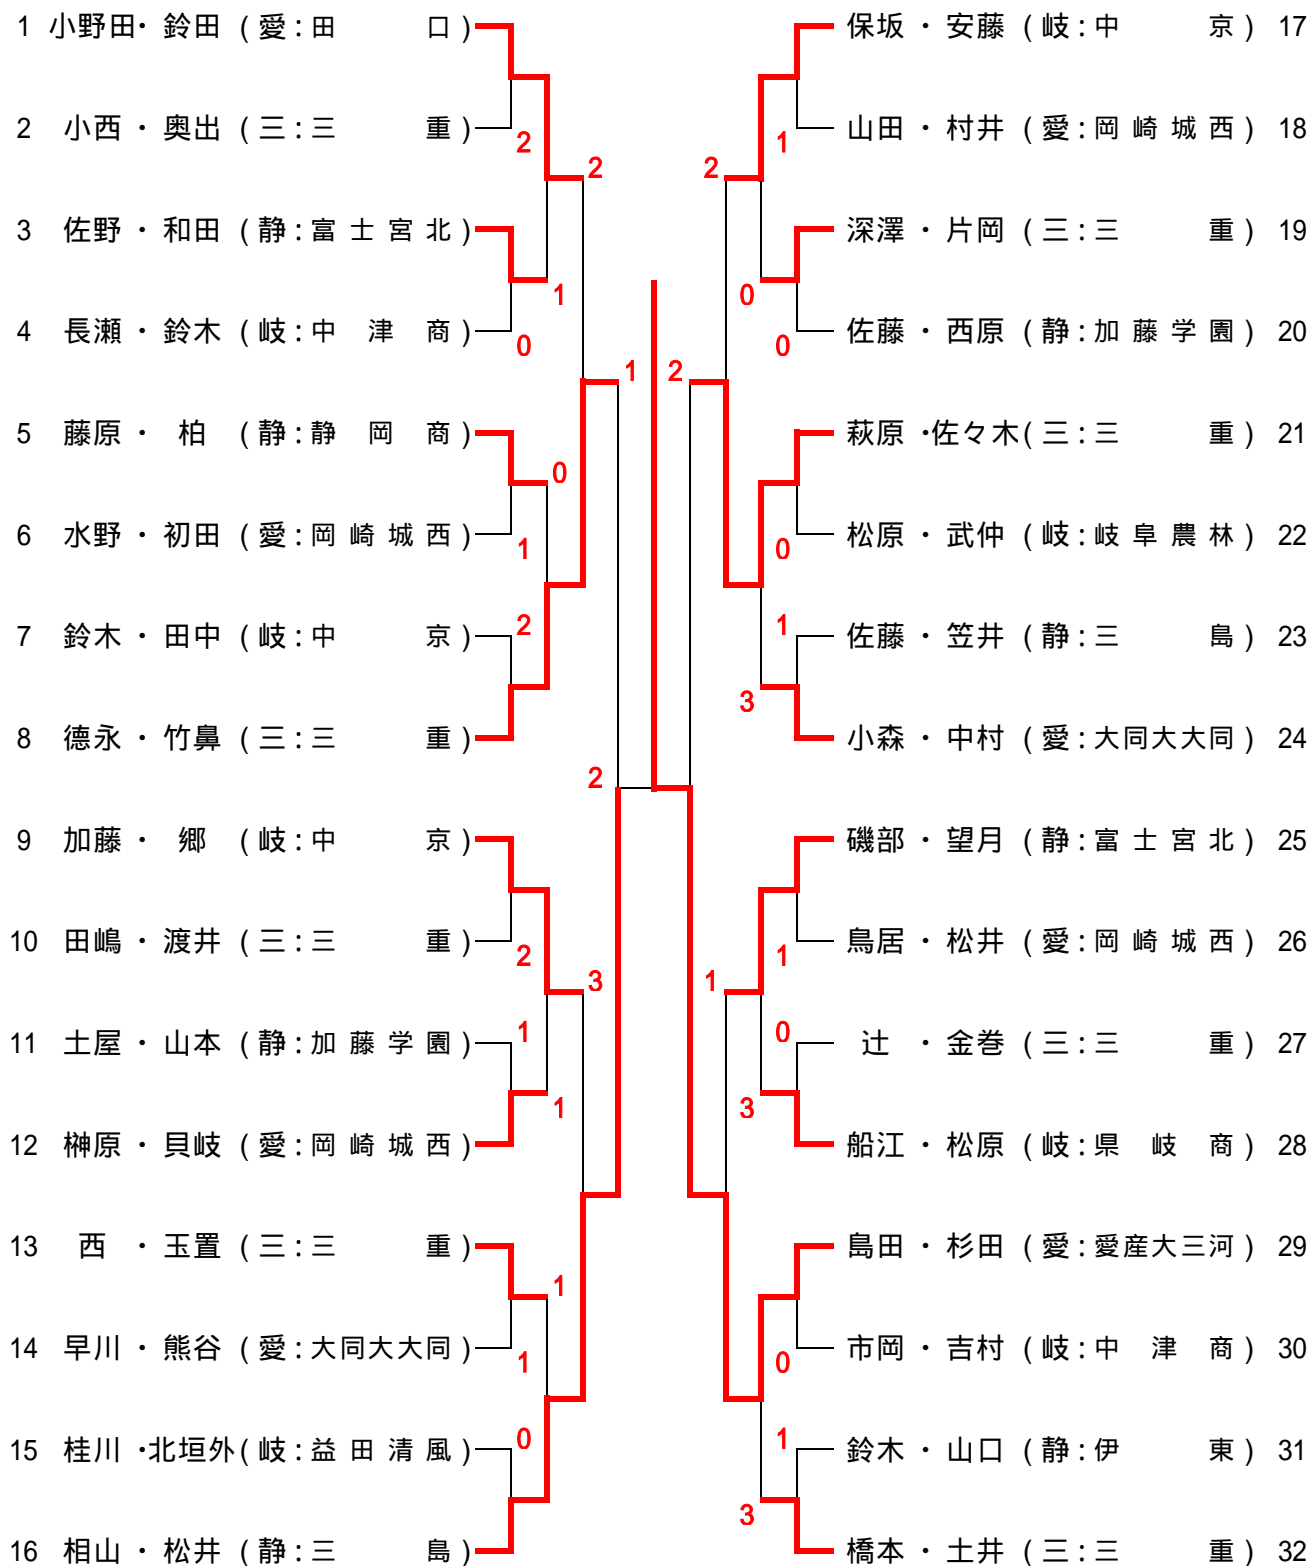 1 小野田・鈴田 (愛:田 口)
2 小西・奥出 (三:三 重)
2
2
3 佐野・和田 (静:富士宮北)
1
4 長瀬・鈴木 (岐:中津商)
0
1
5 藤原・柏 (静:静岡商)
0
6 水野・初田 (愛:岡崎城西)
1
7 鈴木・田中 (岐:中 京)
2
8 德永・竹鼻 (三:三 重)
2
9 加藤・郷 (岐:中 京)
10 田嶋・渡井 (三:三 重)
2
3
11 土屋・山本 (静:加藤学園)
1
1
12 榊原・貝岐 (愛:岡崎城西)
13 西・玉置 (三:三 重)
1
14 早川・熊谷 (愛:大同大大同)
1
15 桂川・北垣外 (岐:益田清風)
0
16 相山・松井 (静:三 島)
保坂・安藤 (岐:中 京) 17
山田・村井 (愛:岡崎城西) 18
1
2
深澤・片岡 (三:三 重) 19
0
佐藤・西原 (静:加藤学園) 20
0
2
萩原・佐々木 (三:三 重) 21
松原・武仲 (岐:岐阜農林) 22
0
佐藤・笠井 (静:三 島) 23
1
3
小森・中村 (愛:大同大大同) 24
磯部・望月 (静:富士宮北) 25
鳥居・松井 (愛:岡崎城西) 26
1
1
辻・金巻 (三:三 重) 27
0
3
船江・松原 (岐:県岐商) 28
島田・杉田 (愛:愛産大三河) 29
市岡・吉村 (岐:中津商) 30
0
鈴木・山口 (静:伊 東) 31
1
3
橋本・土井 (三:三 重) 32